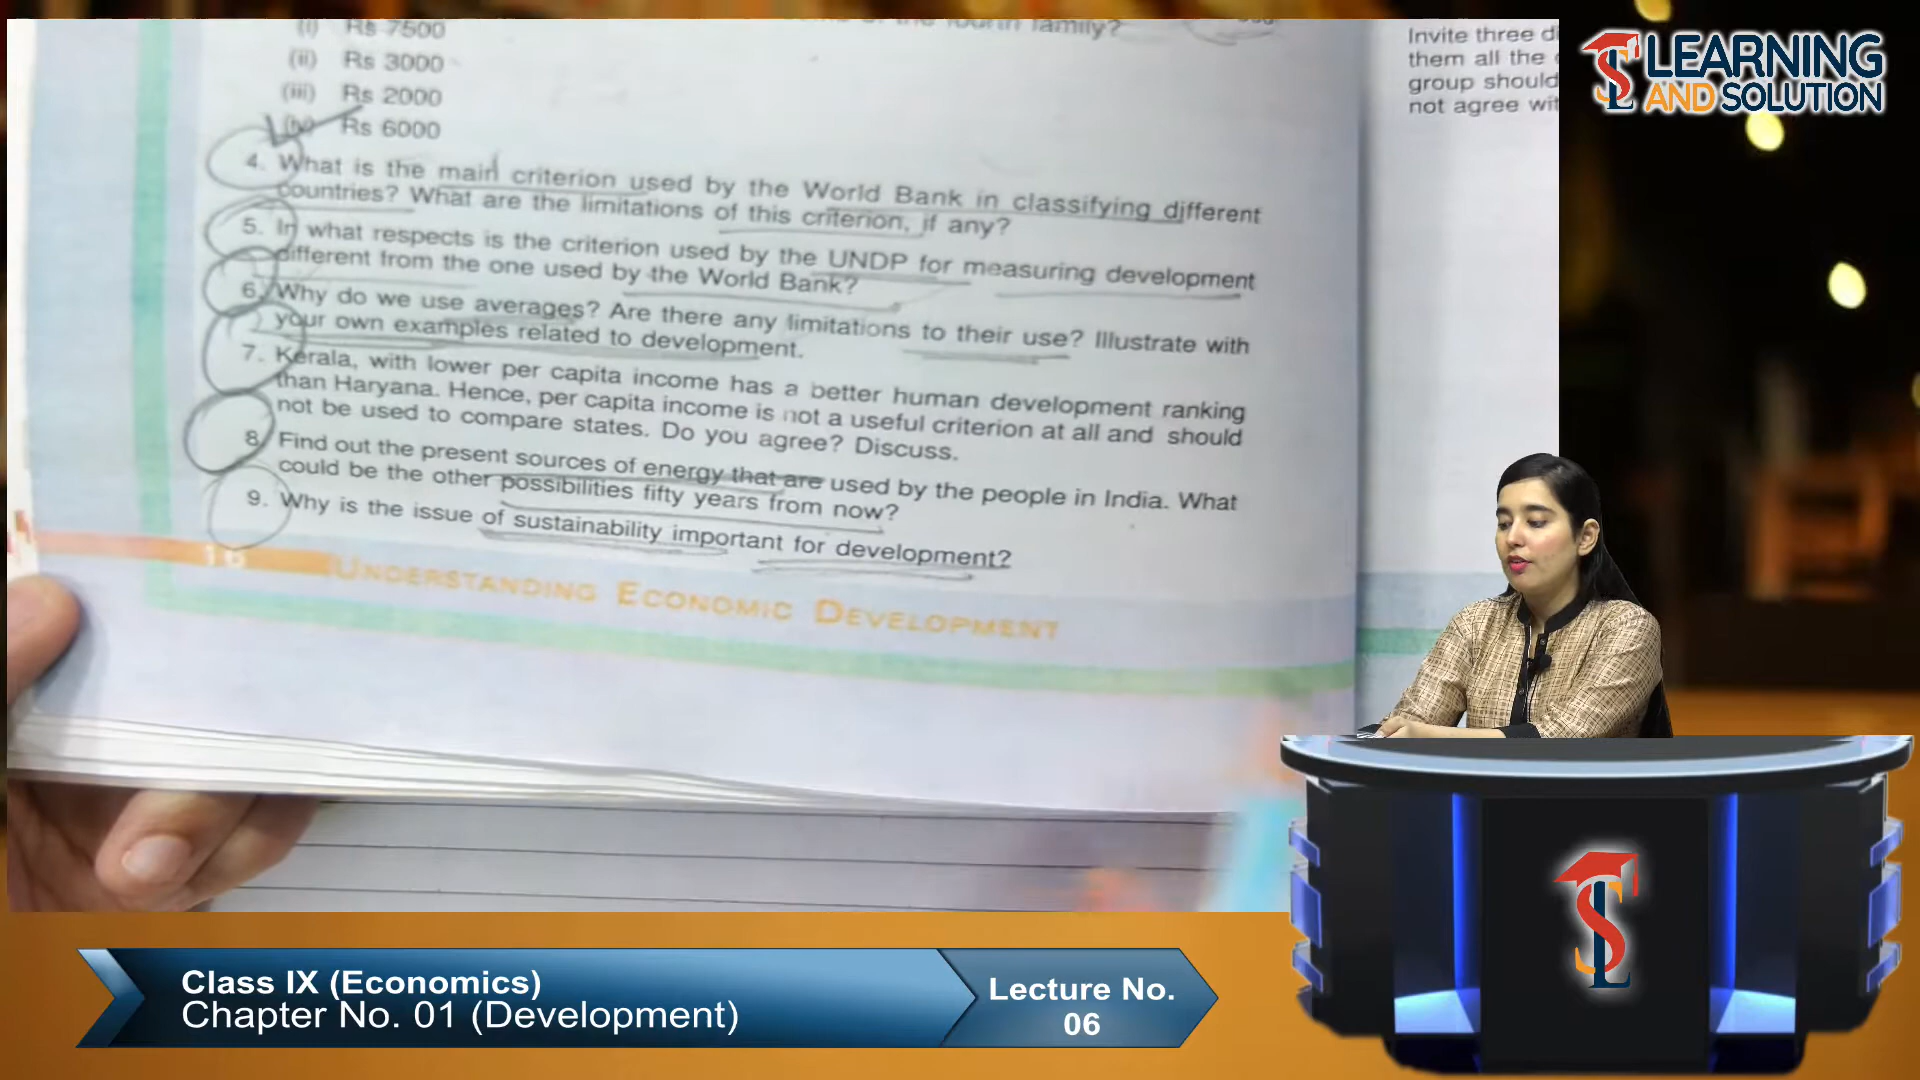 (i) Rs 7500
the fourth family?
(ii) Rs 3000
(iii) Rs 2000
(iv) Rs 6000
4. What is the main criterion used by the World Bank in classifying different
countries? What are the limitations of this criterion, if any?
5. In what respects is the criterion used by the UNDP for measuring development
different from the one used by the World Bank?
6. Why do we use averages? Are there any limitations to their use? Illustrate with
your own examples related to development.
7. Kerala, with lower per capita income has a better human development ranking
than Haryana. Hence, per capita income is not a useful criterion at all and should
not be used to compare states. Do you agree? Discuss.
8. Find out the present sources of energy that are used by the people in India. What
could be the other possibilities fifty years from now?
9. Why is the issue of sustainability important for development?
16 UNDERSTANDING ECONOMIC DEVELOPMENT
Invite three
them all the
group should
not agree
LEARNING
AND SOLUTION
Class IX (Economics)
Chapter No. 01 (Development)
Lecture No.
06